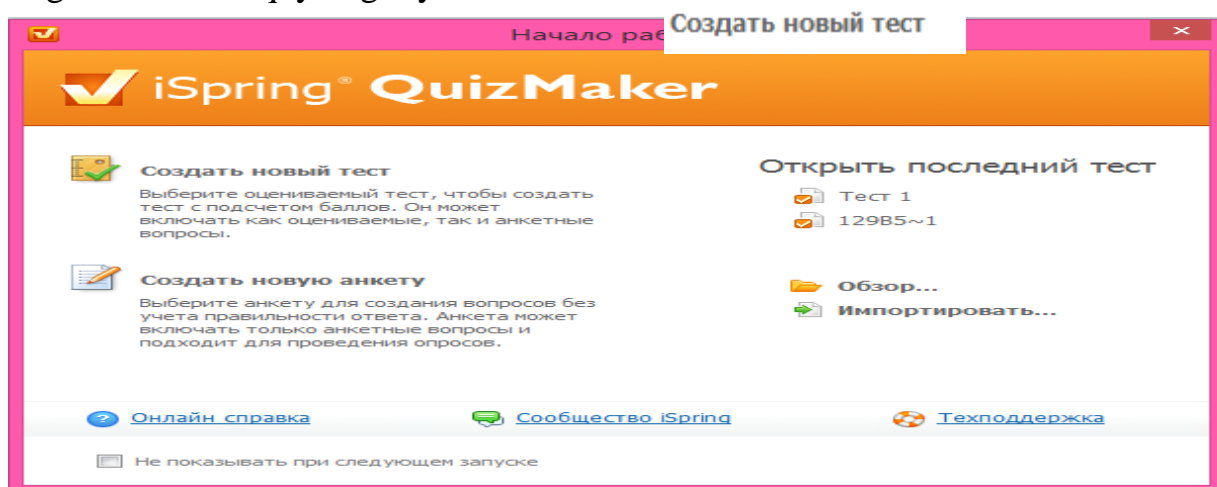 Создать новый тест
Начало раб
iSpring® QuizMaker
Создать новый тест
Выберите оцениваемый тест, чтобы создать
тест с подсчетом баллов. Он может
включать как оцениваемые, так и анкетные
вопросы.
Создать новую анкету
Выберите анкету для создания вопросов без
учета правильности ответа. Анкета может
включать только анкетные вопросы и
подходит для проведения опросов.
Открыть последний тест
Тест 1
129B5~1
Обзор...
Импортировать...
Онлайн справка
Сообщество iSpring
Техподдержка
Не показывать при следующем запуске